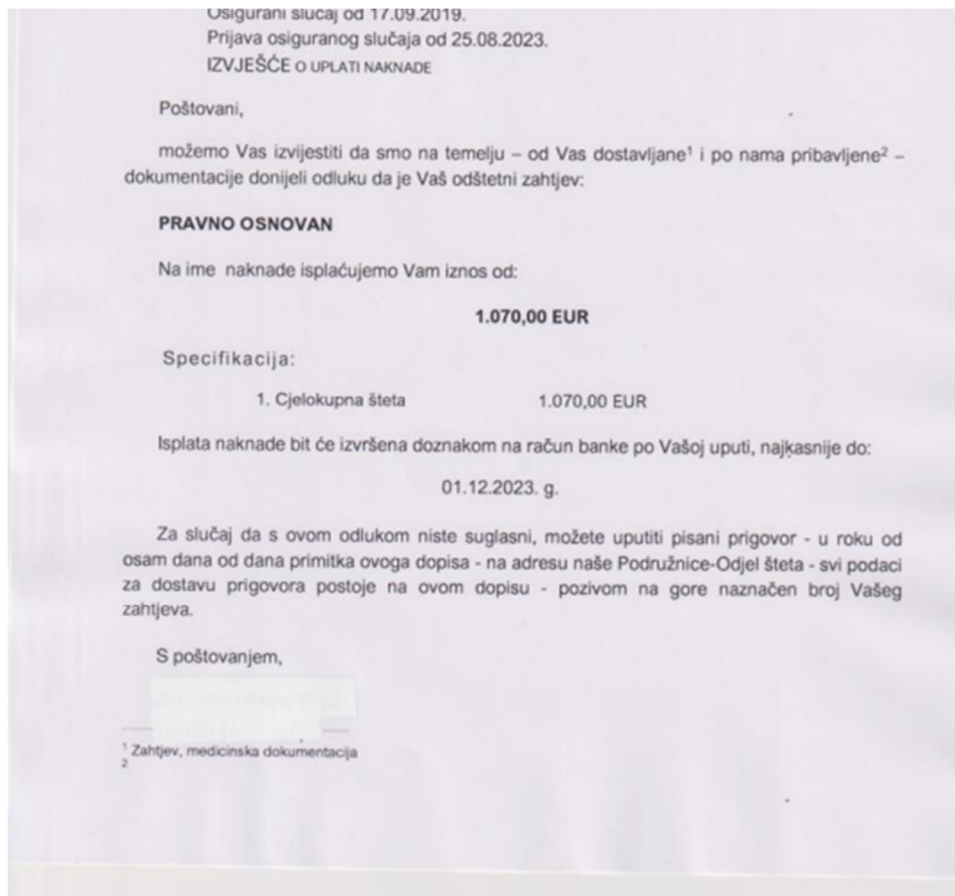 Osigurani slučaj od 17.09.2019.
Prijava osiguranog slučaja od 25.08.2023.
IZVJEŠĆE O UPLATI NAKNADE
Poštovani,
možemo Vas izvijestiti da smo na temelju – od Vas dostavljane¹ i po nama pribavljene² –
dokumentacije donijeli odluku da je Vaš odštetni zahtjev:
PRAVNO OSNOVAN
Na ime naknade isplaćujemo Vam iznos od:
1.070,00 EUR
Specifikacija:
1. Cjelokupna šteta 1.070,00 EUR
Isplata naknade bit će izvršena doznakom na račun banke po Vašoj uputi, najkasnije do:
01.12.2023. g.
Za slučaj da s ovom odlukom niste suglasni, možete uputiti pisani prigovor - u roku od
osam dana od dana primitka ovoga dopisa - na adresu naše Podružnice-Odjel šteta - svi podaci
za dostavu prigovora postoje na ovom dopisu - pozivom na gore naznačen broj Vašeg
zahtjeva.
S poštovanjem,
¹ Zahtjev, medicinska dokumentacija
²